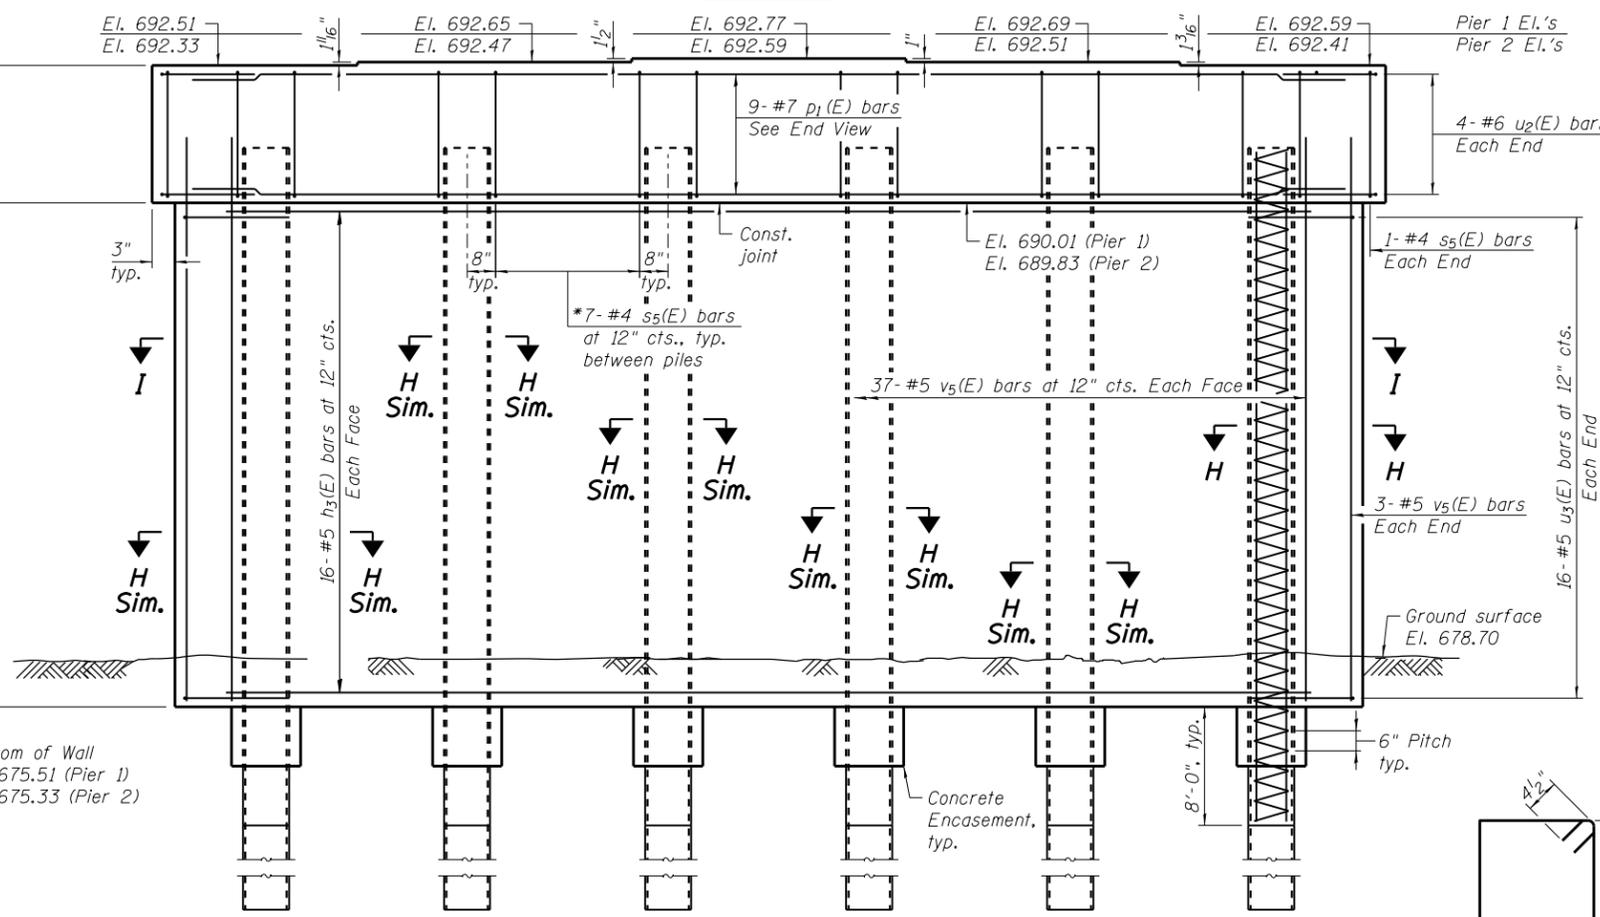 El. 692.51
El. 692.33
1 11/16"
El. 692.65
El. 692.47
1 1/2"
El. 692.77
El. 692.59
1"
El. 692.69
El. 692.51
1 3/16"
El. 692.59
El. 692.41
Pier 1 El.'s
Pier 2 El.'s
9-#7 p1(E) bars
See End View
4-#6 u2(E) bar
Each End
3"
typ.
8"
typ.
8"
typ.
Const.
joint
El. 690.01 (Pier 1)
El. 689.83 (Pier 2)
1-#4 s5(E) bars
Each End
*7-#4 s5(E) bars
at 12" cts., typ.
between piles
16-#5 h3(E) bars at 12" cts.
Each Face
37-#5 v5(E) bars at 12" cts. Each Face
16-#5 u3(E) bars at 12" cts.
Each End
I
I
H
Sim.
H
Sim.
H
Sim.
H
Sim.
H
H
3-#5 v5(E) bars
Each End
H
Sim.
H
Sim.
H
Sim.
H
Sim.
H
Sim.
H
Sim.
Ground surface
El. 678.70
om of Wall
675.51 (Pier 1)
675.33 (Pier 2)
8'-0", typ.
6" Pitch
typ.
Concrete
Encasement,
typ.
4 1/2"